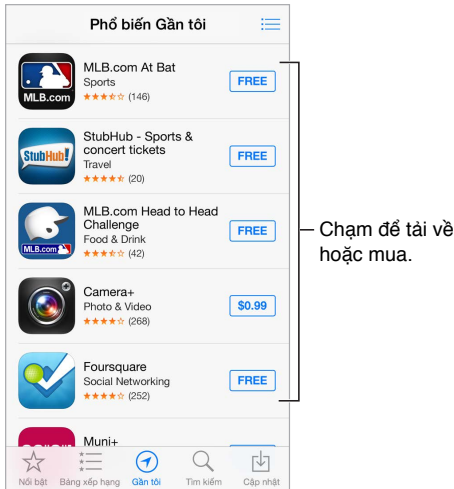 Phổ biến Gần tôi
MLB.com At Bat
Sports
(146)
FREE
MLB.com
StubHub - Sports &
concert tickets
Travel
(20)
FREE
StubHub!
MLB.com Head to Head
Challenge
Food & Drink
(42)
FREE
MLB.com
Camera+
Photo & Video
(268)
$0.99
Foursquare
Social Networking
(252)
FREE
Muni+
Nổi bật
Bảng xếp hạng
Gần tôi
Tìm kiếm
Cập nhật
Chạm để tải về
hoặc mua.